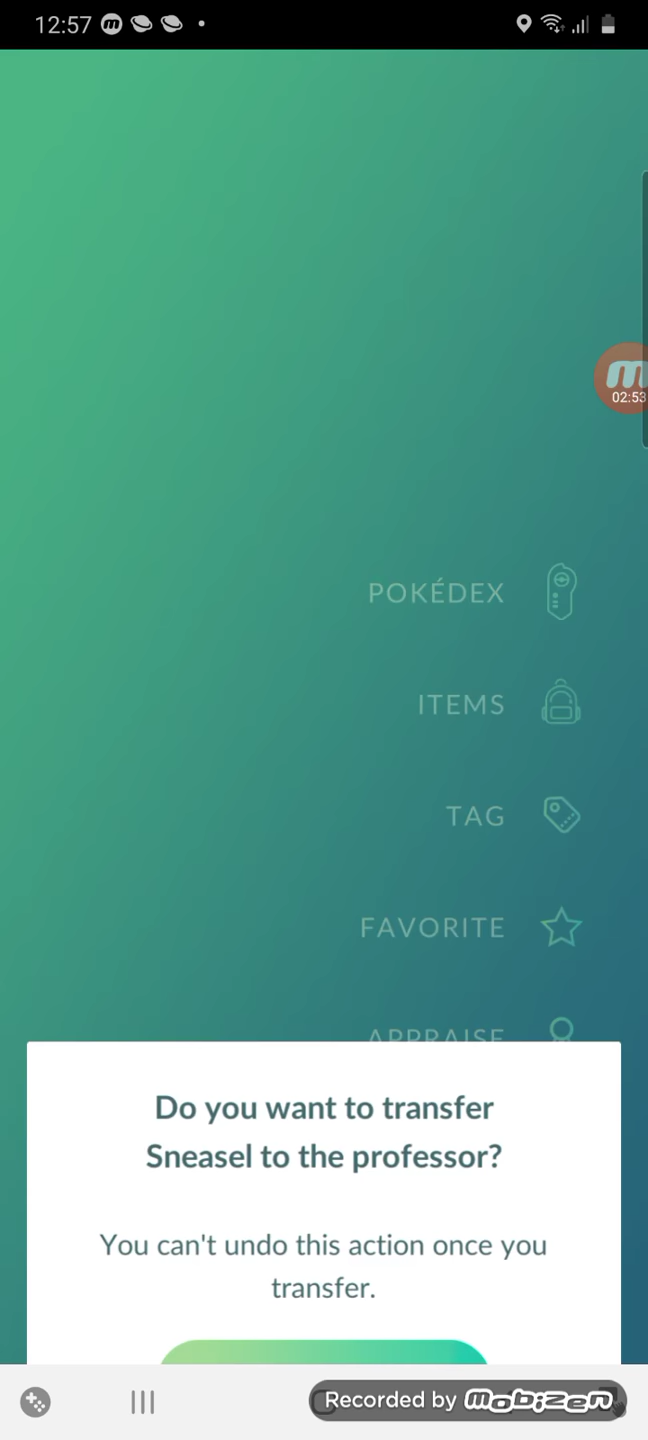 12:57
02:53
POKÉDEX
ITEMS
TAG
FAVORITE
APPRAISE
Do you want to transfer
Sneasel to the professor?
You can't undo this action once you
transfer.
Recorded by mobizen